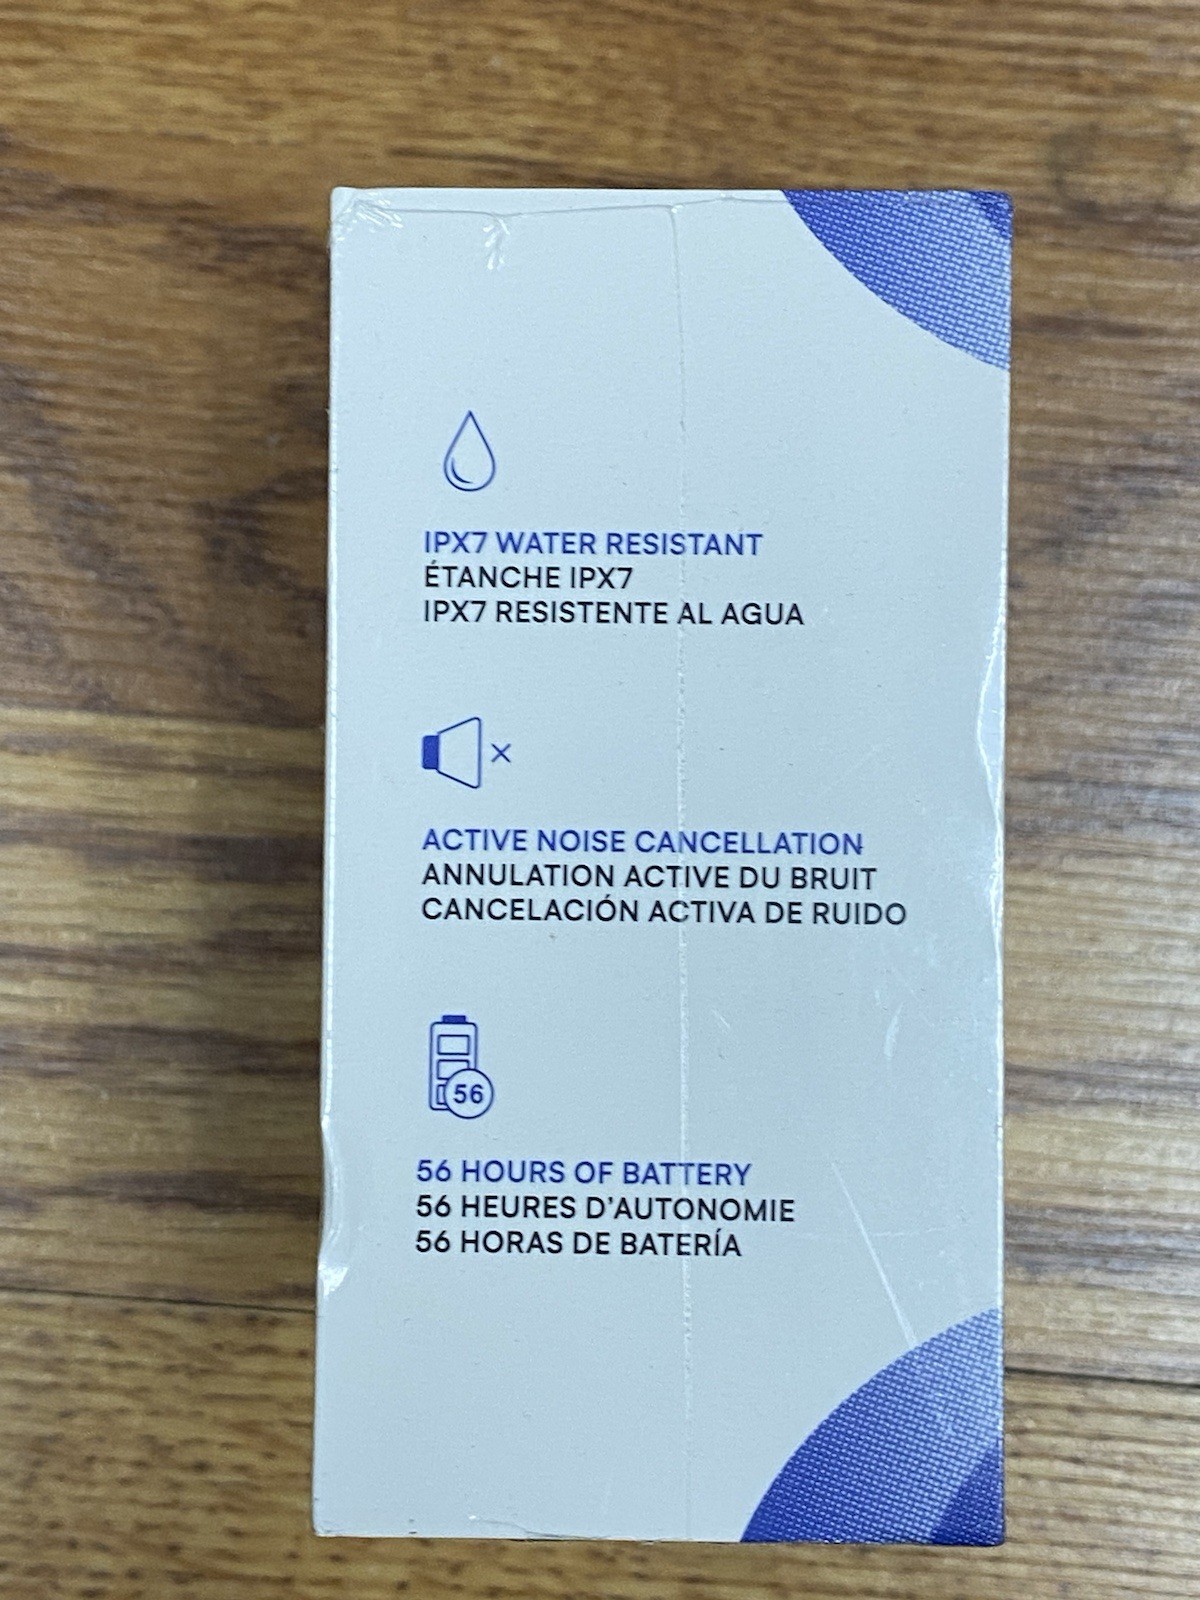 IPX7 WATER RESISTANT
ÉTANCHE IPX7
IPX7 RESISTENTE AL AGUA
ACTIVE NOISE CANCELLATION
ANNULATION ACTIVE DU BRUIT
CANCELACIÓN ACTIVA DE RUIDO
56
56 HOURS OF BATTERY
56 HEURES D'AUTONOMIE
56 HORAS DE BATERÍA